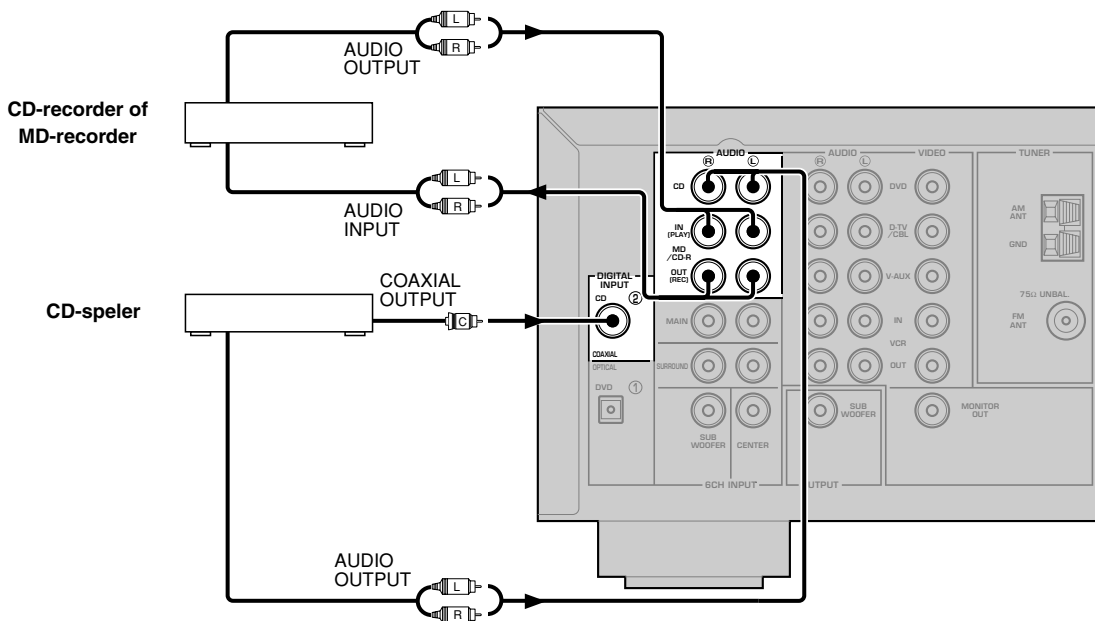 L
R
AUDIO
OUTPUT
CD-recorder of
MD-recorder
L
R
AUDIO
INPUT
COAXIAL
OUTPUT
C
CD-speler
AUDIO
OUTPUT
L
R
AUDIO
R
L
CD
IN
(PLAY)
MD
/CD-R
OUT
(REC)
DIGITAL
INPUT
CD
2
COAXIAL
OPTICAL
DVD
1
MAIN
SURROUND
SUB
WOOFER
CENTER
6CH INPUT
AUDIO
R
L
VIDEO
DVD
D-TV
/CBL
V-AUX
IN
VCR
OUT
SUB
WOOFER
OUTPUT
MONITOR
OUT
TUNER
AM
ANT
GND
75Ω UNBAL.
FM
ANT